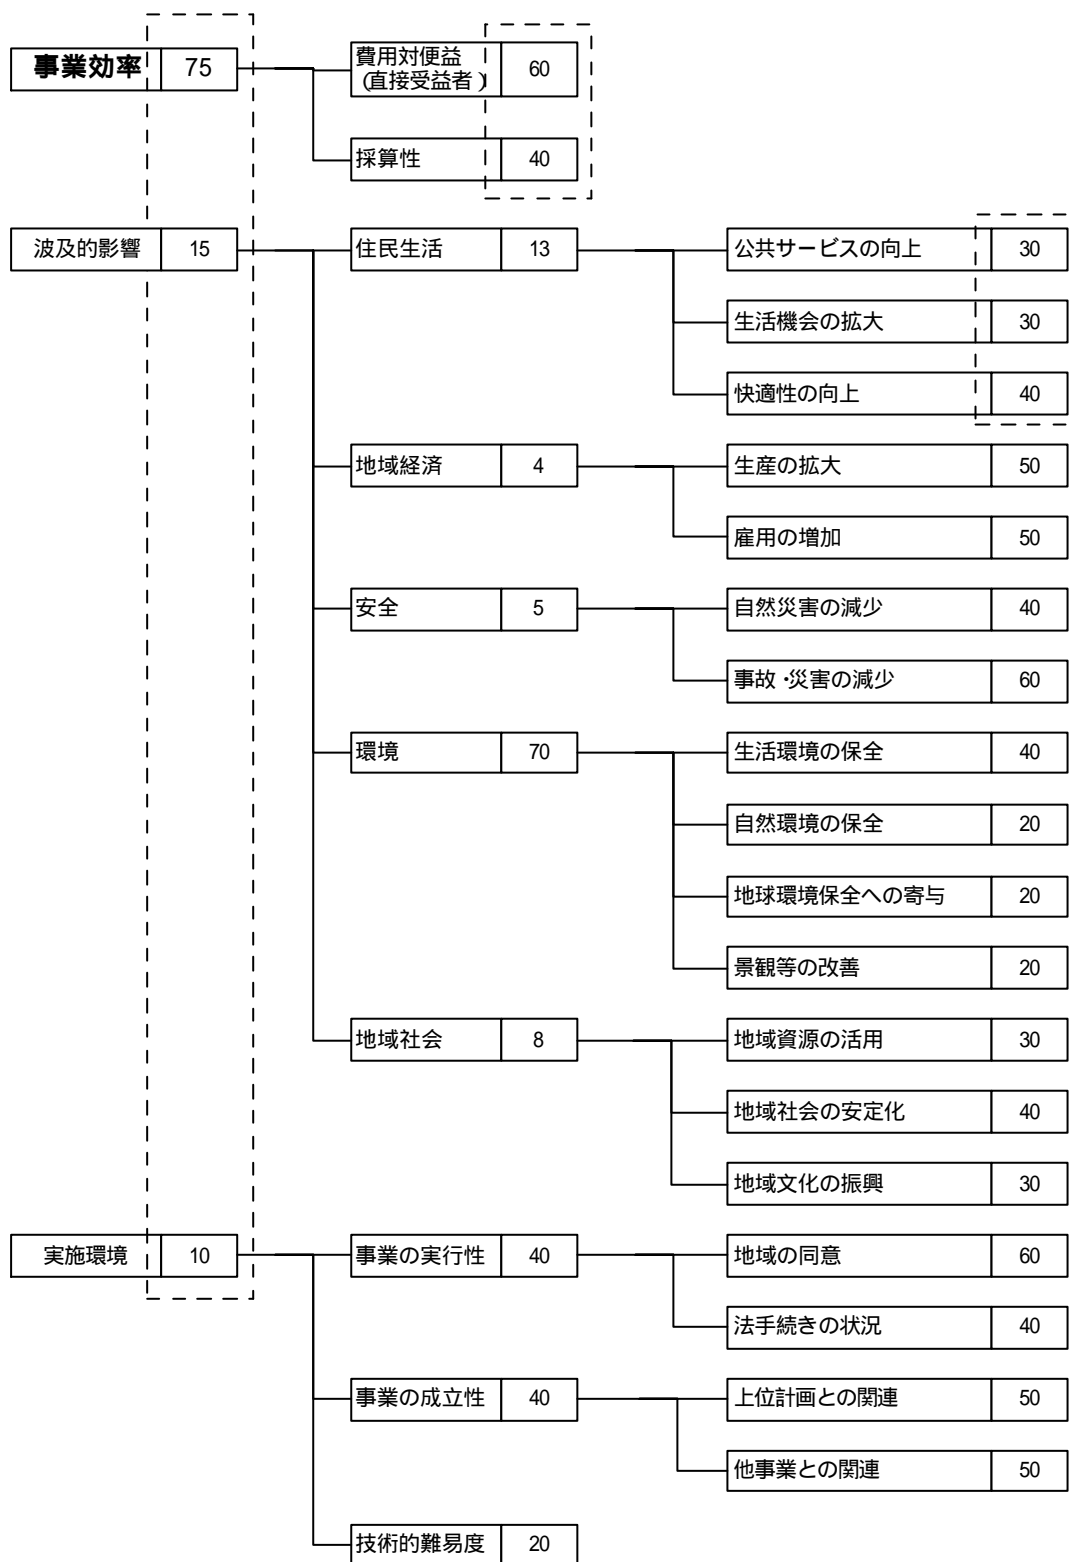 事業効率 75
費用対便益
(直接受益者) 60
採算性 40
波及的影響 15
住民生活 13
公共サービスの向上 30
生活機会の拡大 30
快適性の向上 40
地域経済 4
生産の拡大 50
雇用の増加 50
安全 5
自然災害の減少 40
事故・災害の減少 60
環境 70
生活環境の保全 40
自然環境の保全 20
地球環境保全への寄与 20
景観等の改善 20
地域社会 8
地域資源の活用 30
地域社会の安定化 40
地域文化の振興 30
実施環境 10
事業の実行性 40
地域の同意 60
法手続きの状況 40
事業の成立性 40
上位計画との関連 50
他事業との関連 50
技術的難易度 20